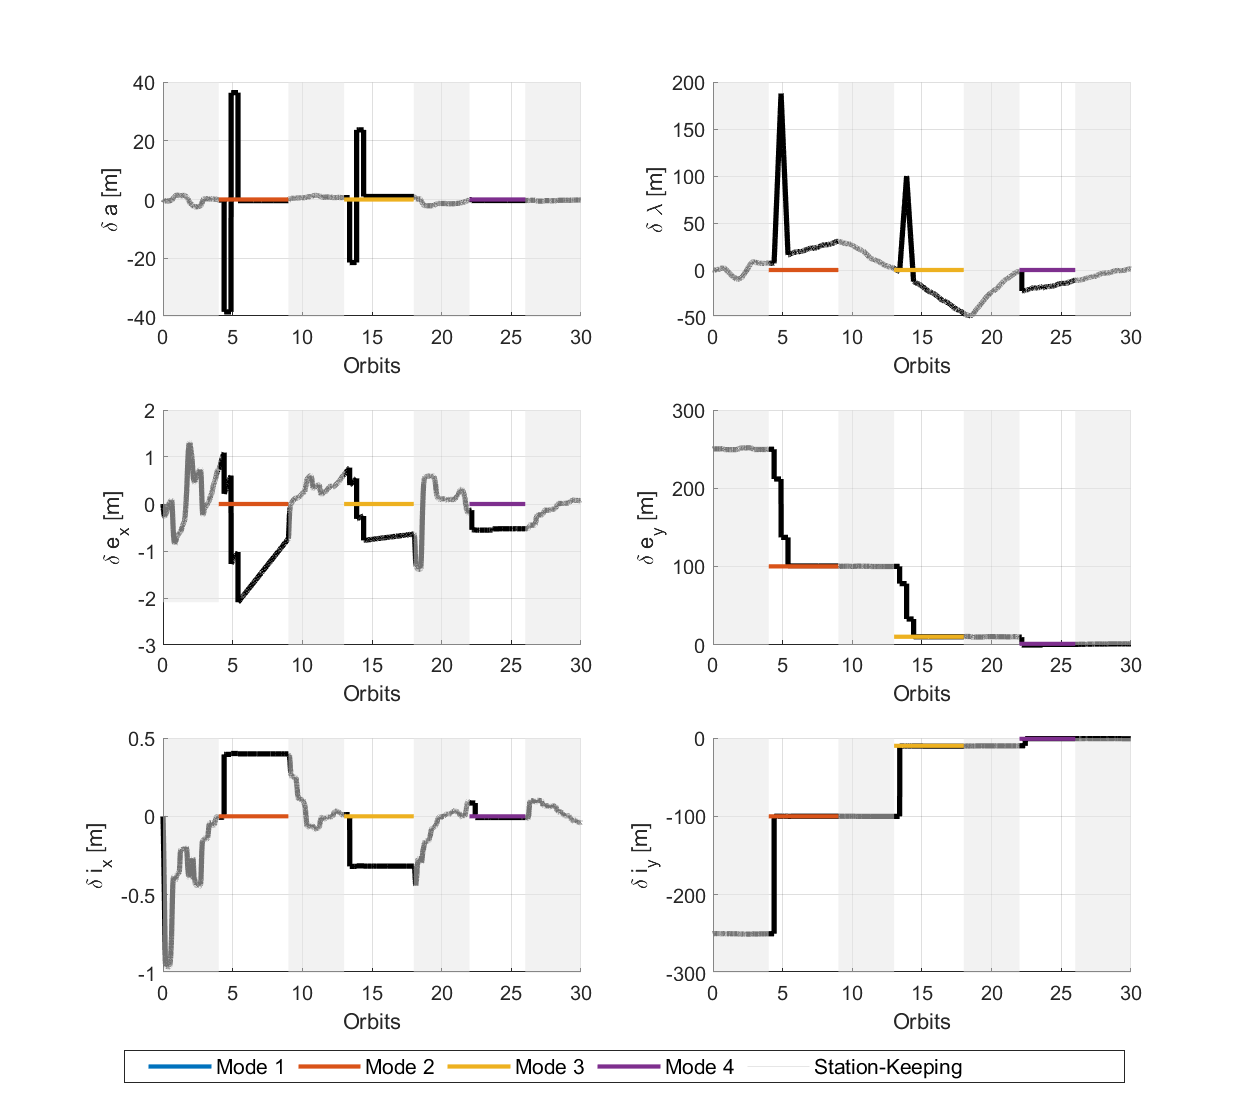 40
20
0
-20
-40
δ a [m]
0 5 10 15 20 25 30
Orbits
200
150
100
50
0
-50
δ λ [m]
0 5 10 15 20 25 30
Orbits
2
1
0
-1
-2
-3
δ e_x [m]
0 5 10 15 20 25 30
Orbits
300
200
100
0
δ e_y [m]
0 5 10 15 20 25 30
Orbits
0.5
0
-0.5
-1
δ i_x [m]
0 5 10 15 20 25 30
Orbits
0
-100
-200
-300
δ i_y [m]
0 5 10 15 20 25 30
Orbits
Mode 1 Mode 2 Mode 3 Mode 4 Station-Keeping